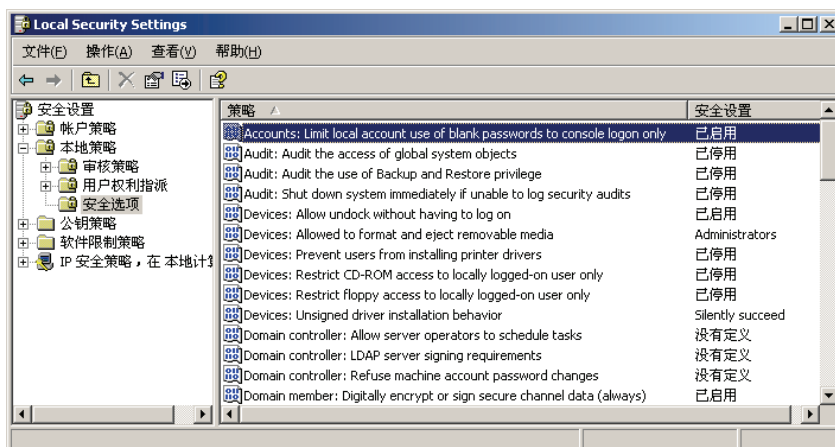 Local Security Settings
文件(F) 操作(A) 查看(V) 帮助(H)
安全设置
帐户策略
本地策略
审核策略
用户权利指派
安全选项
公钥策略
软件限制策略
IP 安全策略，在 本地计
策略 安全设置
Accounts: Limit local account use of blank passwords to console logon only 已启用
Audit: Audit the access of global system objects 已停用
Audit: Audit the use of Backup and Restore privilege 已停用
Audit: Shut down system immediately if unable to log security audits 已停用
Devices: Allow undock without having to log on 已启用
Devices: Allowed to format and eject removable media Administrators
Devices: Prevent users from installing printer drivers 已停用
Devices: Restrict CD-ROM access to locally logged-on user only 已停用
Devices: Restrict floppy access to locally logged-on user only 已停用
Devices: Unsigned driver installation behavior Silently succeed
Domain controller: Allow server operators to schedule tasks 没有定义
Domain controller: LDAP server signing requirements 没有定义
Domain controller: Refuse machine account password changes 没有定义
Domain member: Digitally encrypt or sign secure channel data (always) 已启用